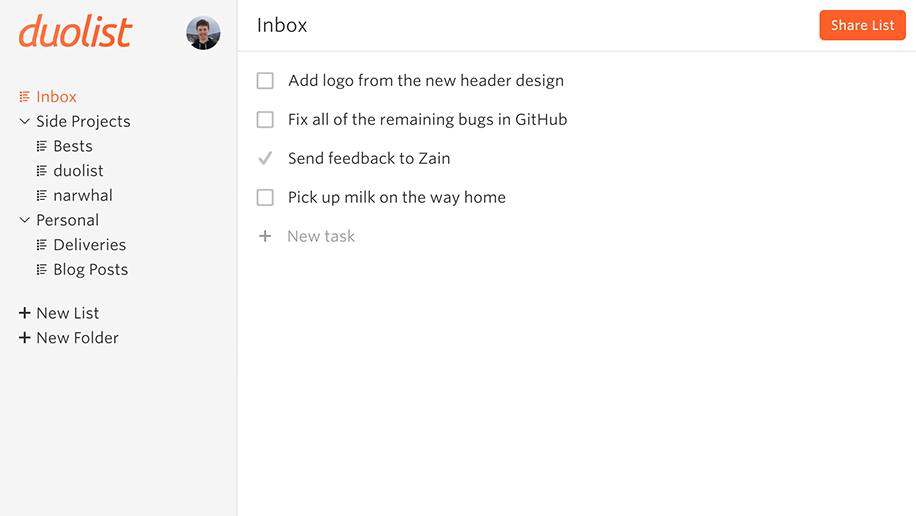 duolist
Inbox
Side Projects
Bests
duolist
narwhal
Personal
Deliveries
Blog Posts
New List
New Folder
Inbox
Share List
Add logo from the new header design
Fix all of the remaining bugs in GitHub
Send feedback to Zain
Pick up milk on the way home
New task